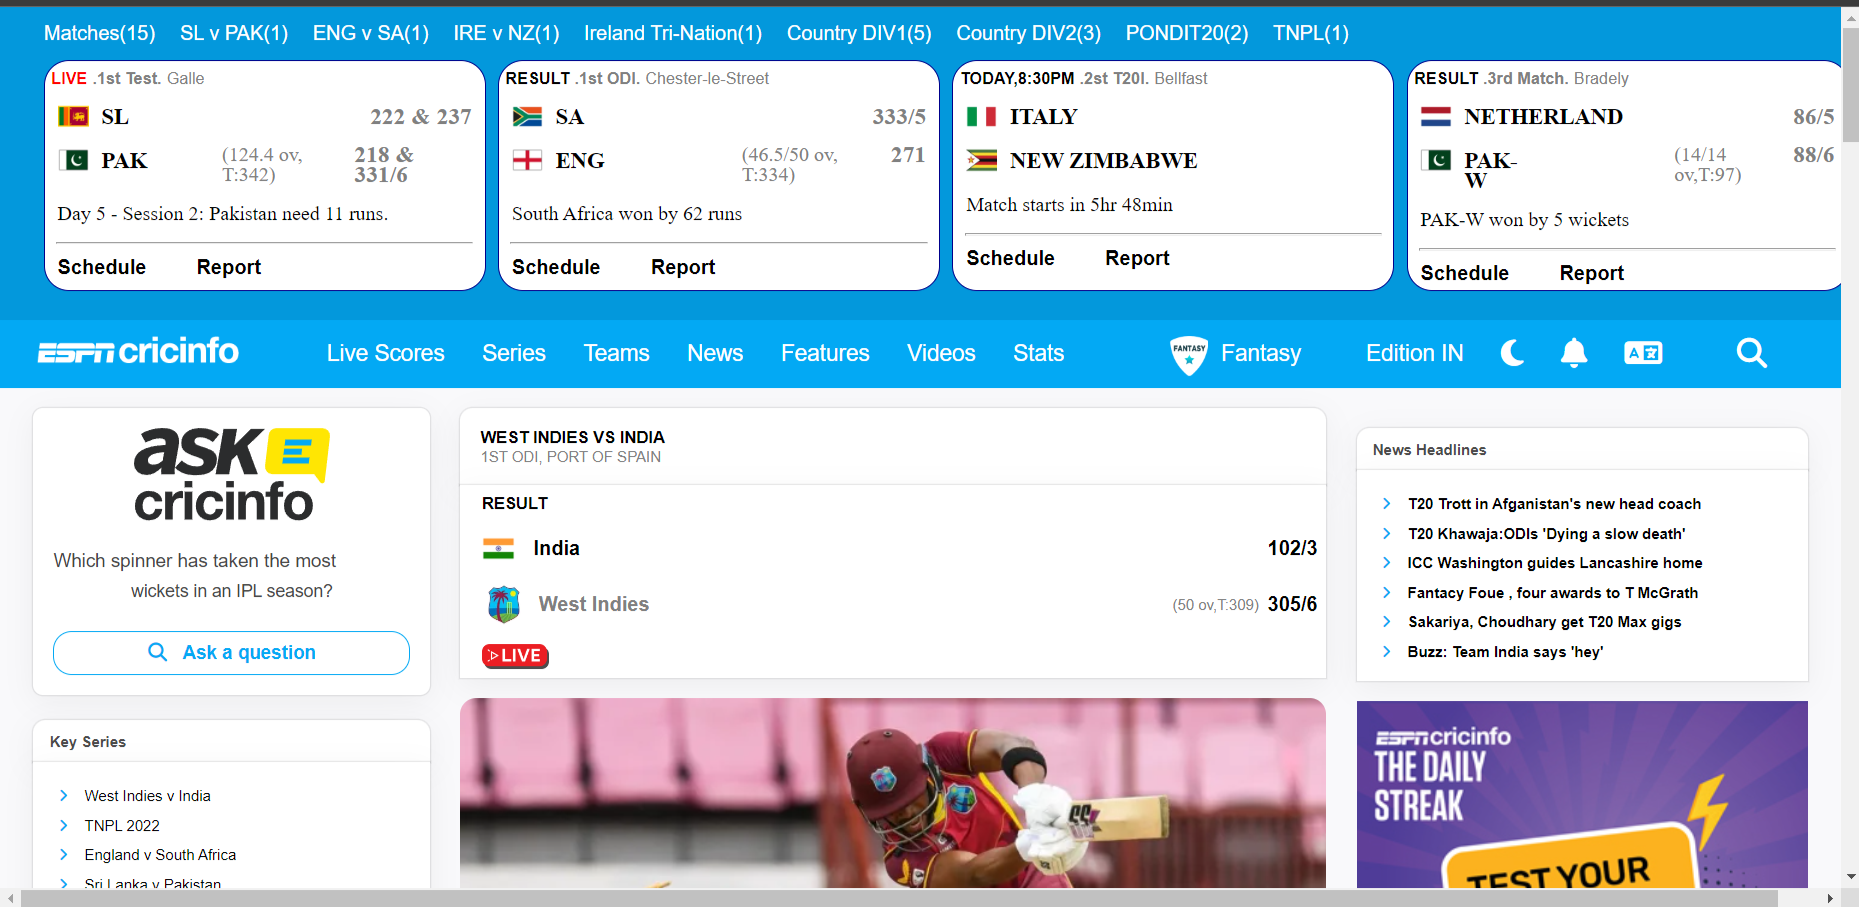 Matches(15) SL v PAK(1) ENG v SA(1) IRE v NZ(1) Ireland Tri-Nation(1) Country DIV1(5) Country DIV2(3) PONDIT20(2) TNPL(1)
LIVE .1st Test. Galle
SL 222 & 237
PAK (124.4 ov, 218 &
T:342) 331/6
Day 5 - Session 2: Pakistan need 11 runs.
Schedule Report
RESULT .1st ODI. Chester-le-Street
SA 333/5
ENG (46.5/50 ov, 271
T:334)
South Africa won by 62 runs
Schedule Report
TODAY,8:30PM .2st T20I. Bellfast
ITALY
NEW ZIMBABWE
Match starts in 5hr 48min
Schedule Report
RESULT .3rd Match. Bradely
NETHERLAND 86/5
PAK- (14/14 88/6
W ov,T:97)
PAK-W won by 5 wickets
Schedule Report
ESPN cricinfo Live Scores Series Teams News Features Videos Stats FANTASY Fantasy Edition IN A
ask E
cricinfo
Which spinner has taken the most
wickets in an IPL season?
Ask a question
Key Series
West Indies v India
TNPL 2022
England v South Africa
Sri Lanka v Pakistan
WEST INDIES VS INDIA
1ST ODI, PORT OF SPAIN
RESULT
India 102/3
West Indies (50 ov,T:309) 305/6
LIVE
SS
News Headlines
T20 Trott in Afganistan's new head coach
T20 Khawaja:ODIs 'Dying a slow death'
ICC Washington guides Lancashire home
Fantacy Foue , four awards to T McGrath
Sakariya, Choudhary get T20 Max gigs
Buzz: Team India says 'hey'
ESPN cricinfo
THE DAILY
STREAK
TEST YOUR